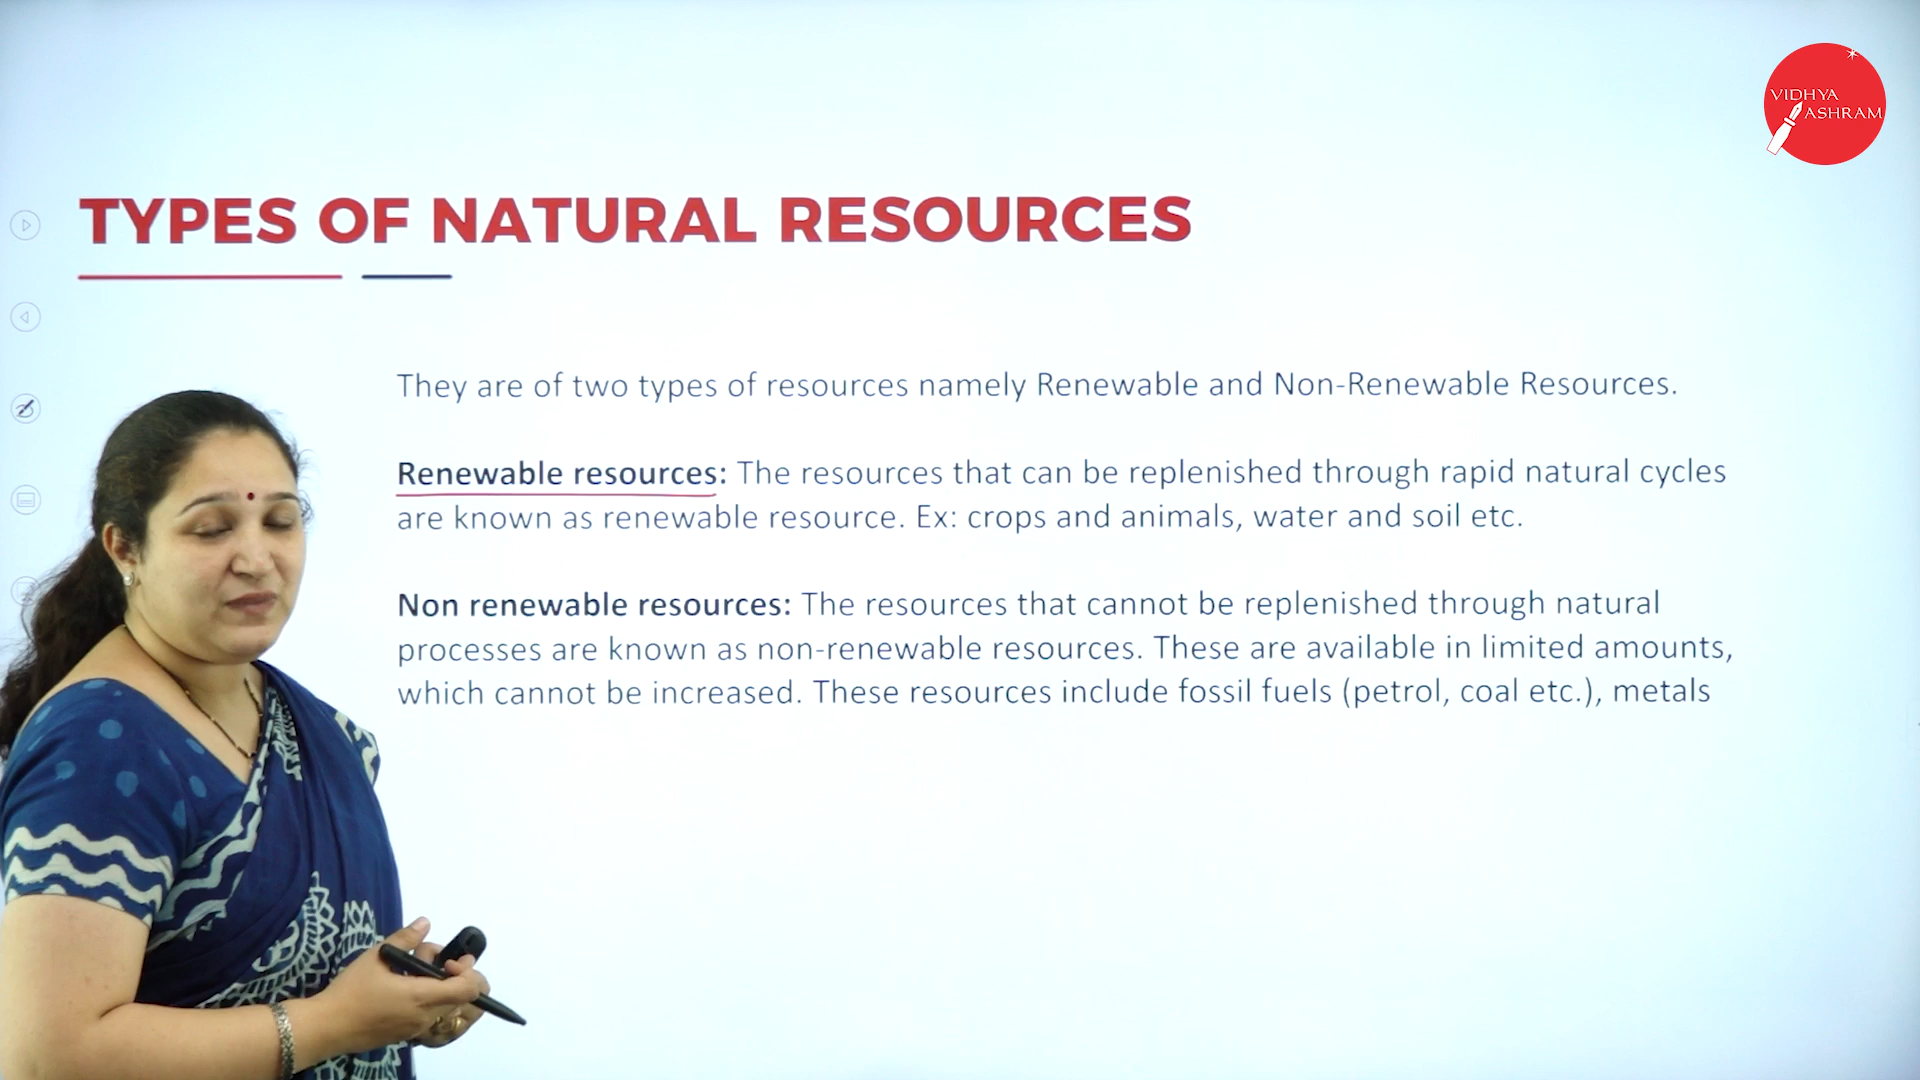 VIDHYA
ASHRAM
TYPES OF NATURAL RESOURCES
They are of two types of resources namely Renewable and Non-Renewable Resources.
Renewable resources: The resources that can be replenished through rapid natural cycles
are known as renewable resource. Ex: crops and animals, water and soil etc.
Non renewable resources: The resources that cannot be replenished through natural
processes are known as non-renewable resources. These are available in limited amounts,
which cannot be increased. These resources include fossil fuels (petrol, coal etc.), metals